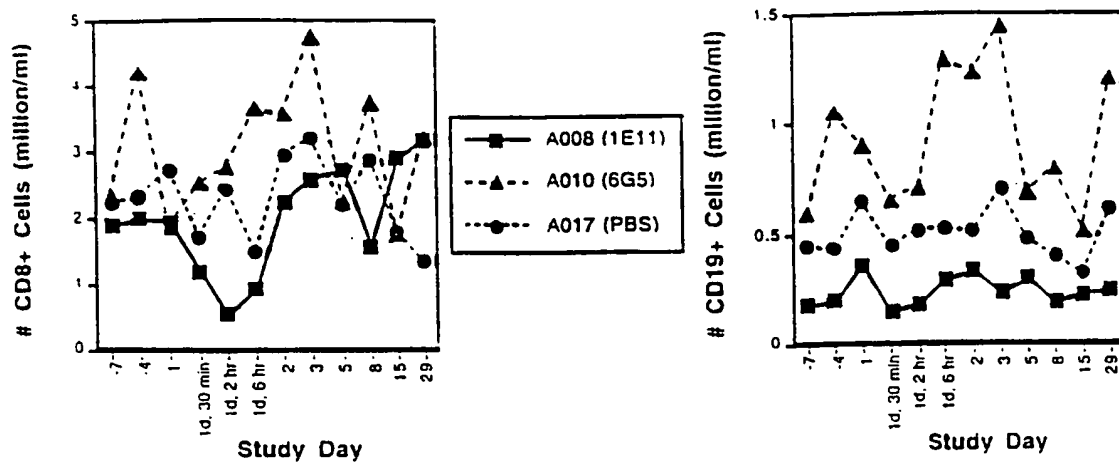 # CD8+ Cells (million/ml)
5
4
3
2
1
0
-7
-4
1
1d, 30 min
1d, 2 hr
1d, 6 hr
2
3
5
8
15
29
Study Day
A008 (1E11)
A010 (6G5)
A017 (PBS)
# CD19+ Cells (million/ml)
1.5
1
0.5
0
-7
-4
1
1d, 30 min
1d, 2 hr
1d, 6 hr
2
3
5
8
15
29
Study Day